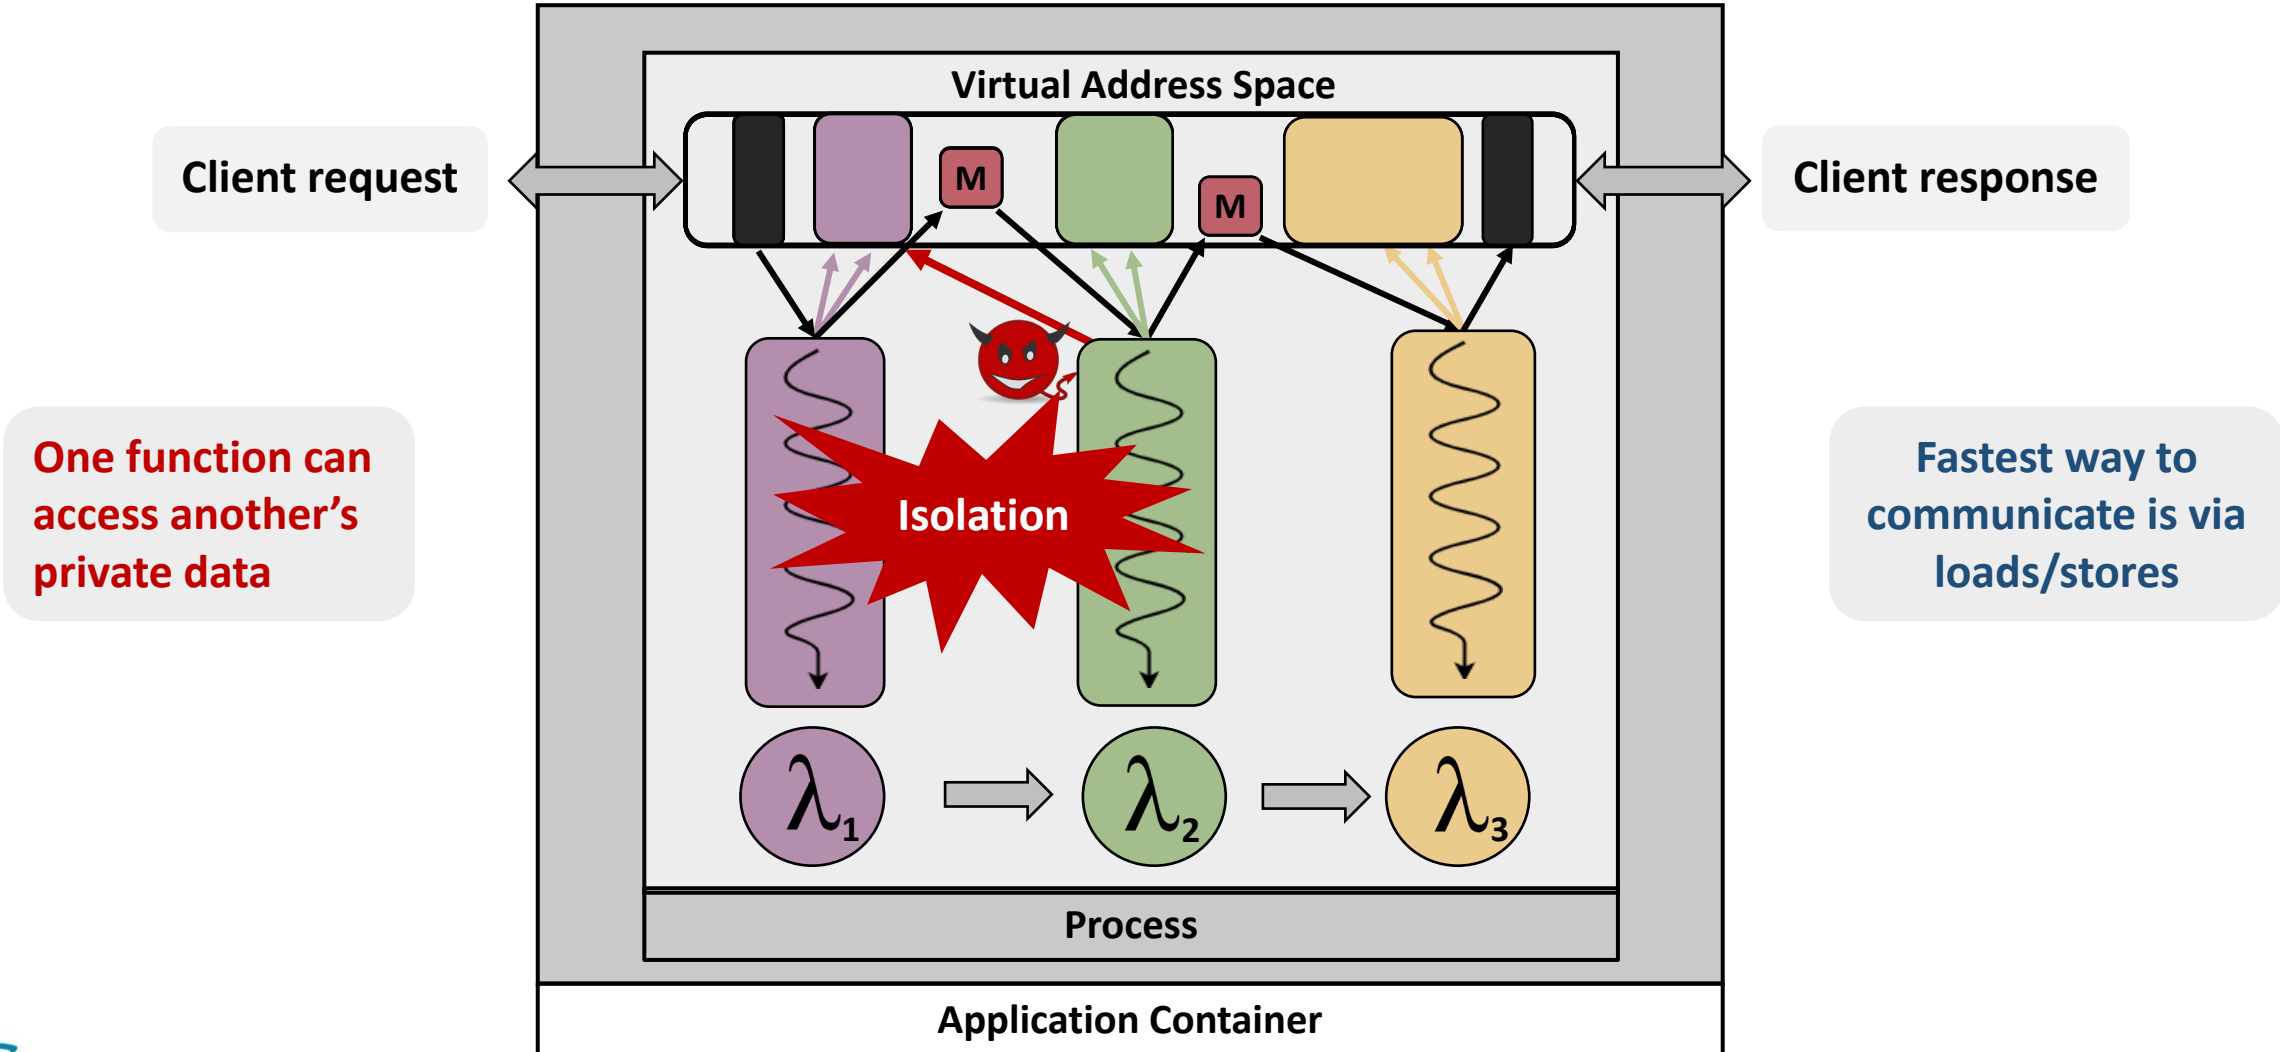 Virtual Address Space
Client request
M
M
Client response
One function can
access another’s
private data
Isolation
Fastest way to
communicate is via
loads/stores
λ1
λ2
λ3
Process
Application Container